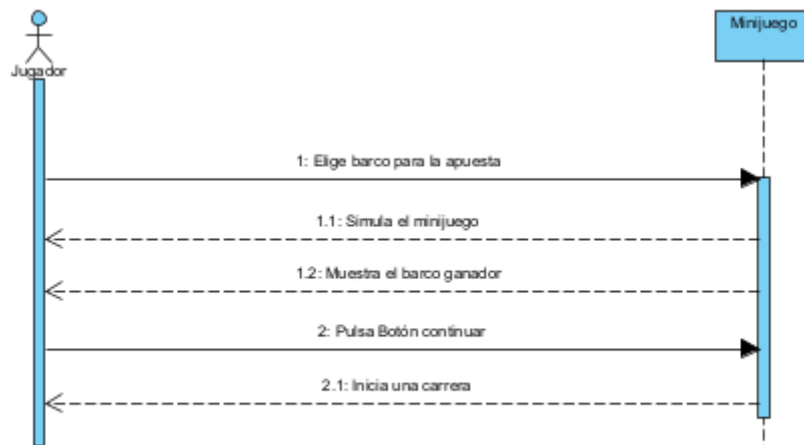 Minijuego
Jugador
1: Elige barco para la apuesta
1.1: Simula el minijuego
1.2: Muestra el barco ganador
2: Pulsa Botón continuar
2.1: Inicia una carrera